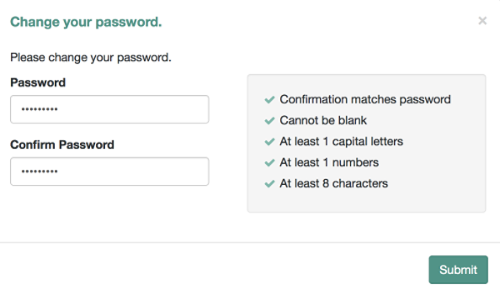 Change your password.
×
Please change your password.
Password
•••••••••
Confirm Password
•••••••••
Confirmation matches password
Cannot be blank
At least 1 capital letters
At least 1 numbers
At least 8 characters
Submit